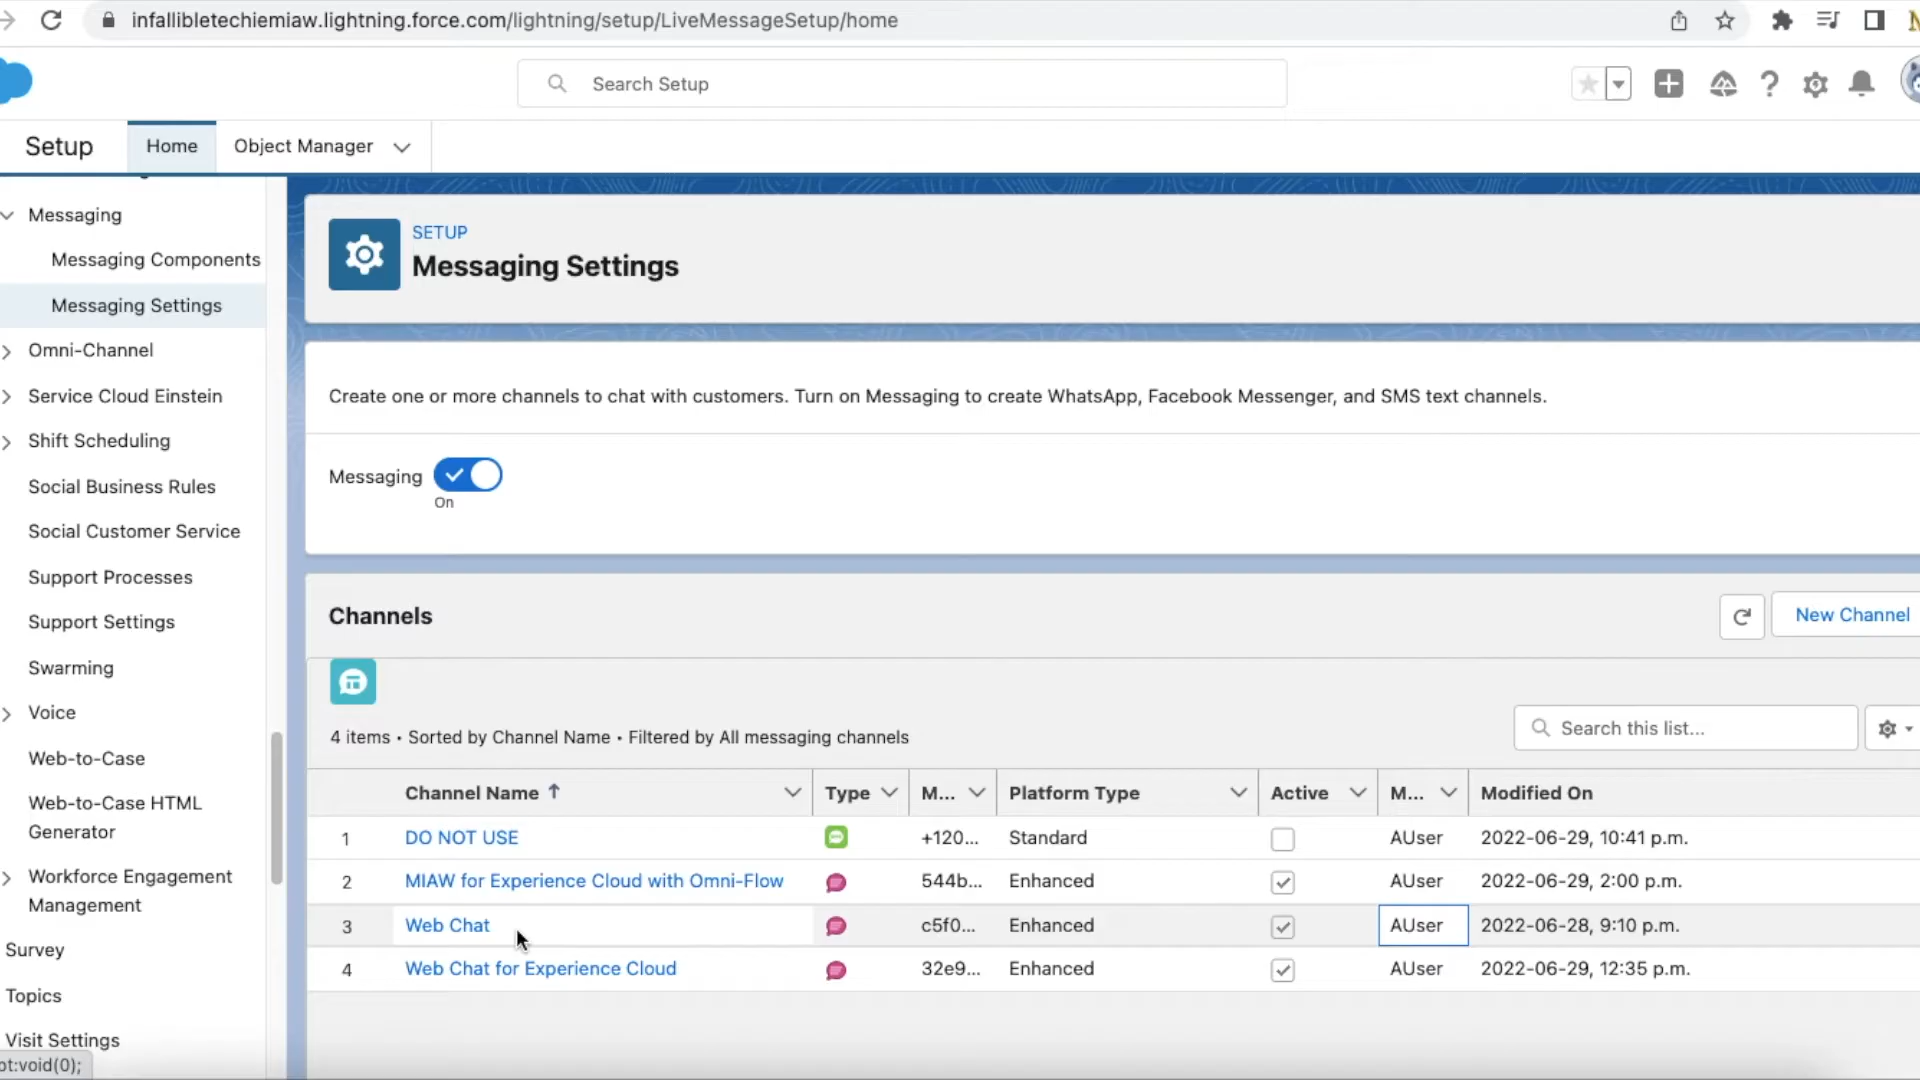 infallibletechiemiaw.lightning.force.com/lightning/setup/LiveMessageSetup/home
Search Setup
Setup
Home
Object Manager
Messaging
Messaging Components
Messaging Settings
Omni-Channel
Service Cloud Einstein
Shift Scheduling
Social Business Rules
Social Customer Service
Support Processes
Support Settings
Swarming
Voice
Web-to-Case
Web-to-Case HTML
Generator
Workforce Engagement
Management
Survey
Topics
Visit Settings
pt:void(0);
SETUP
Messaging Settings
Create one or more channels to chat with customers. Turn on Messaging to create WhatsApp, Facebook Messenger, and SMS text channels.
Messaging
On
Channels
New Channel
4 items • Sorted by Channel Name • Filtered by All messaging channels
Search this list...
Channel Name Type M... Platform Type Active M... Modified On
1 DO NOT USE +120... Standard AUser 2022-06-29, 10:41 p.m.
2 MIAW for Experience Cloud with Omni-Flow 544b... Enhanced AUser 2022-06-29, 2:00 p.m.
3 Web Chat c5f0... Enhanced AUser 2022-06-28, 9:10 p.m.
4 Web Chat for Experience Cloud 32e9... Enhanced AUser 2022-06-29, 12:35 p.m.